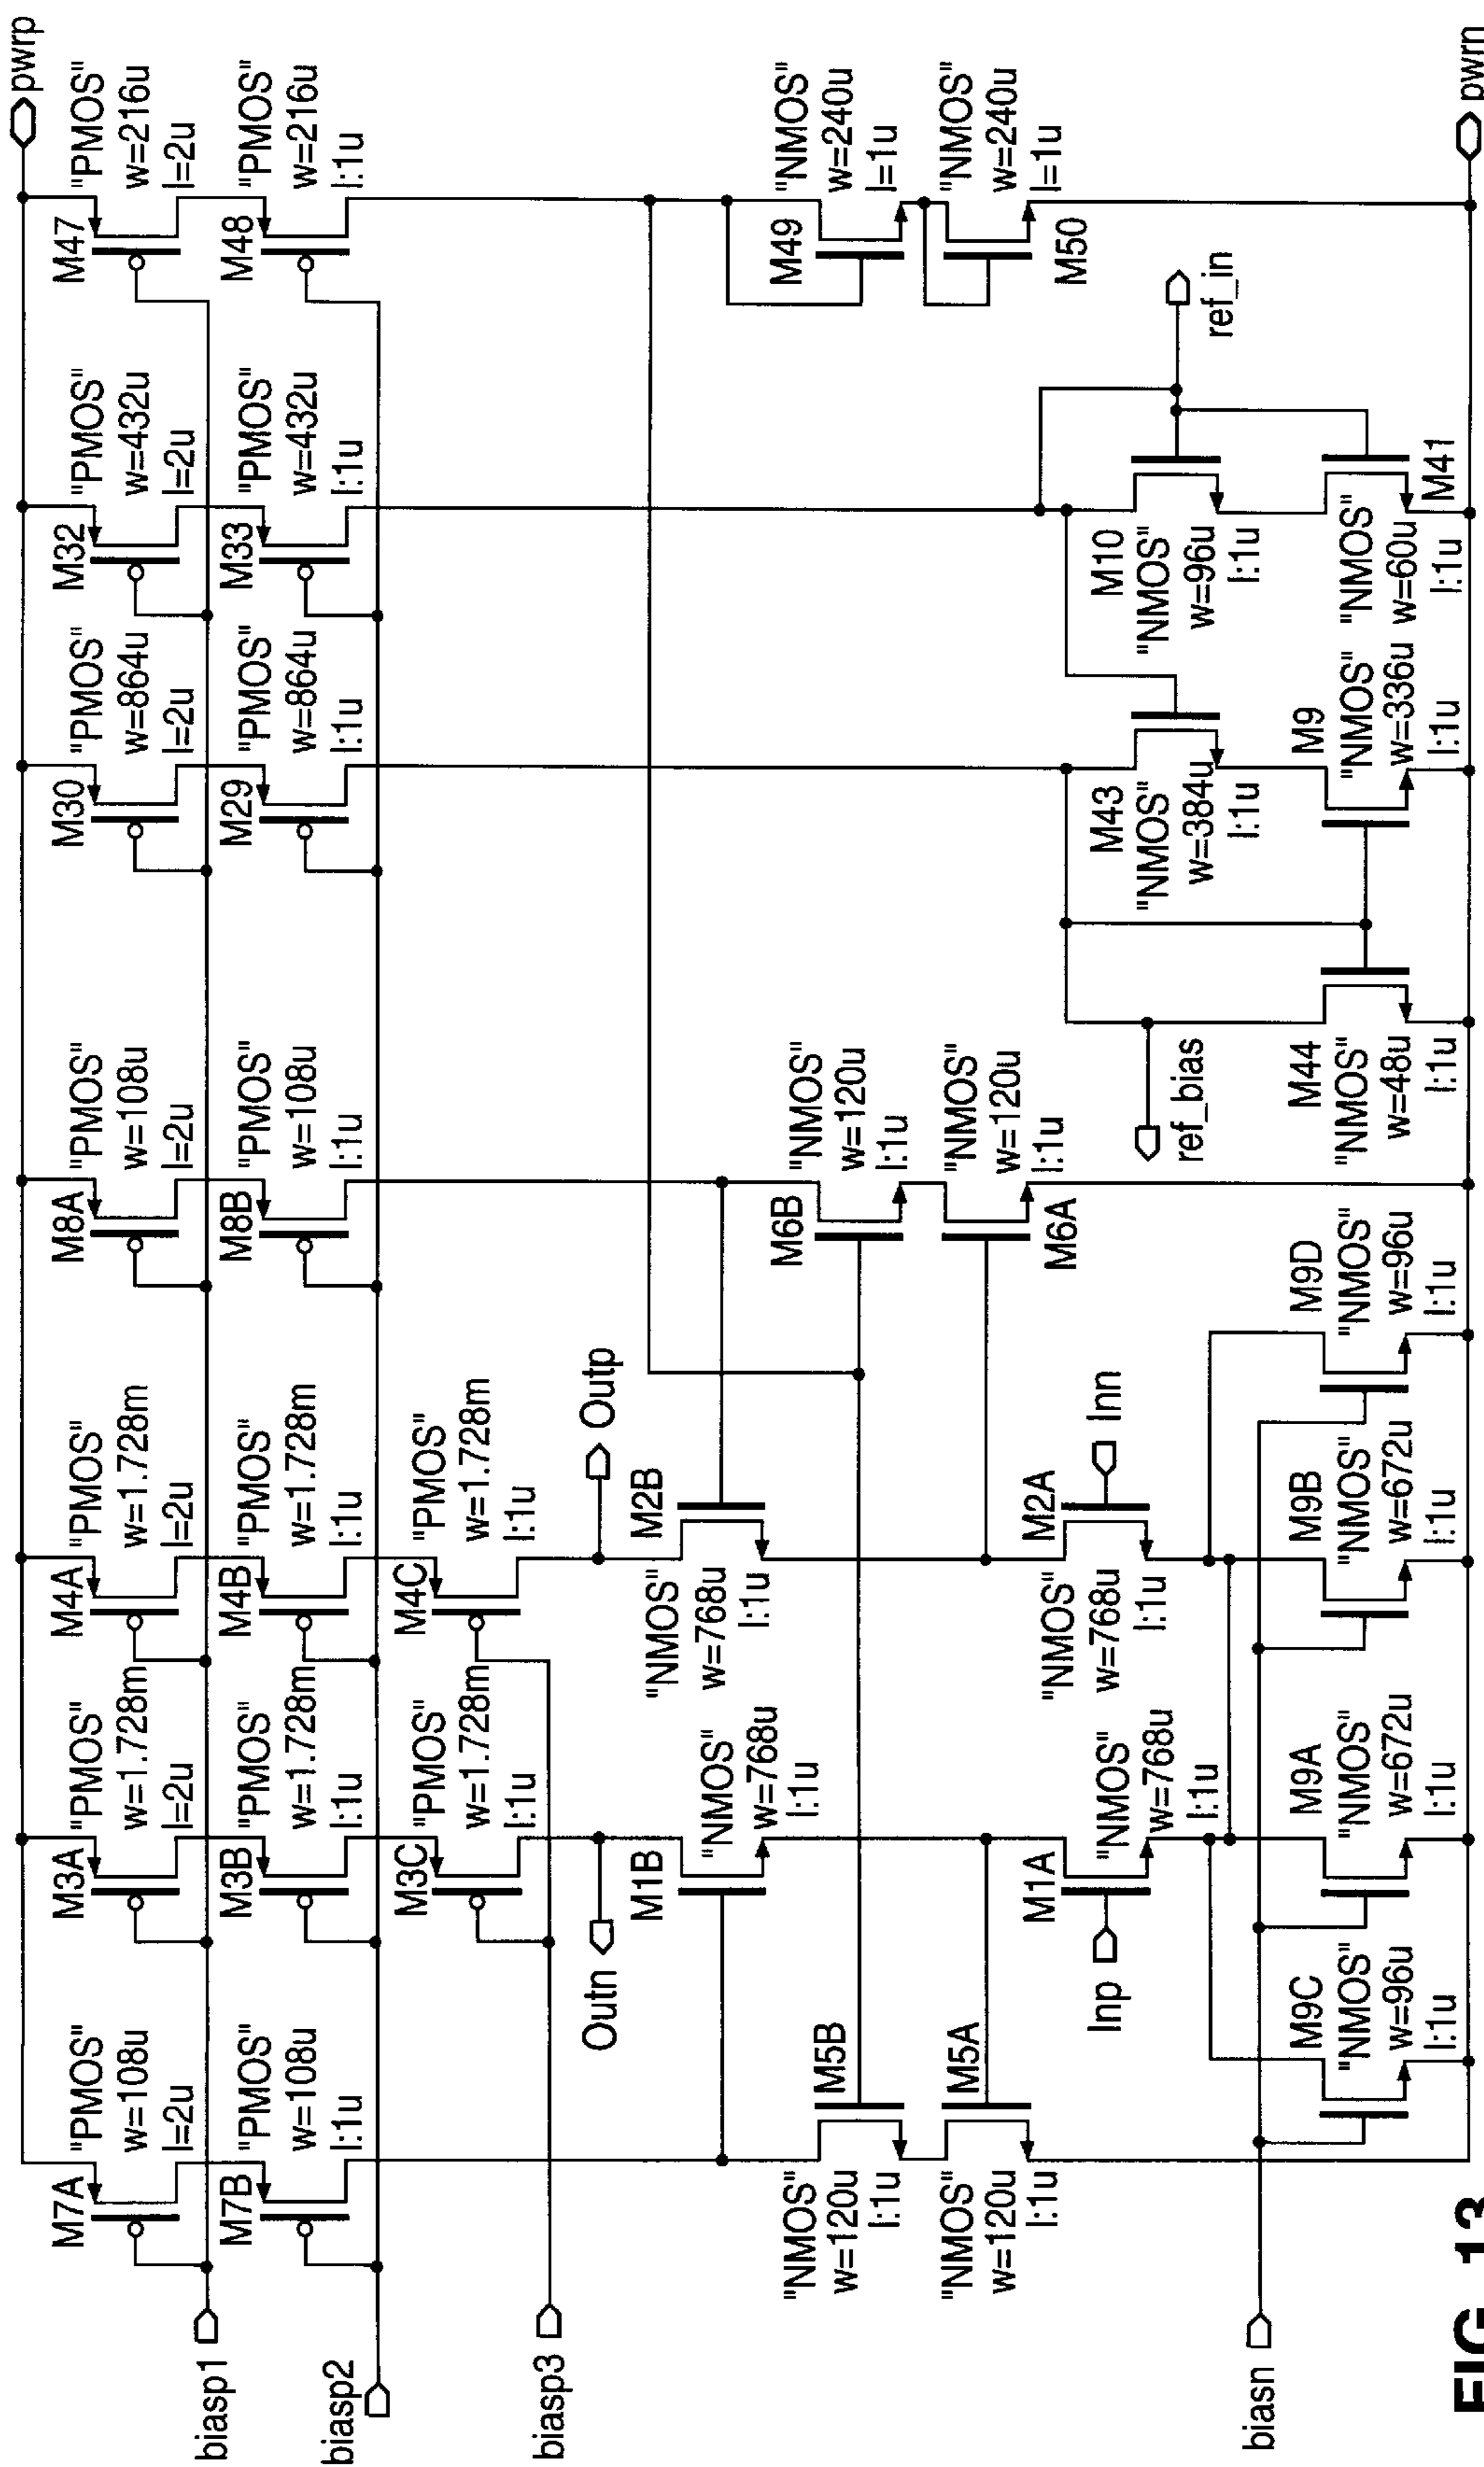 pwrp
M7A
"PMOS"
w=108u
l=2u
M3A
"PMOS"
w=1.728m
l=2u
M4A
"PMOS"
w=1.728m
l=2u
M8A
"PMOS"
w=108u
l=2u
M30
"PMOS"
w=864u
l=2u
M32
"PMOS"
w=432u
l=2u
M47
"PMOS"
w=216u
l=2u
biasp1
M7B
"PMOS"
w=108u
l:1u
M3B
"PMOS"
w=1.728m
l:1u
M4B
"PMOS"
w=1.728m
l:1u
M8B
"PMOS"
w=108u
l:1u
M29
"PMOS"
w=864u
l:1u
M33
"PMOS"
w=432u
l:1u
M48
"PMOS"
w=216u
l:1u
biasp2
M3C
"PMOS"
w=1.728m
l:1u
M4C
"PMOS"
w=1.728m
l:1u
biasp3
Outn
Outp
M1B
"NMOS"
w=768u
l:1u
M2B
"NMOS"
w=768u
l:1u
M5B
"NMOS"
w=120u
l:1u
M6B
"NMOS"
w=120u
l:1u
M49
"NMOS"
w=240u
l=1u
M5A
"NMOS"
w=120u
l:1u
M6A
"NMOS"
w=120u
l:1u
M50
"NMOS"
w=240u
l=1u
Inp
M1A
"NMOS"
w=768u
l:1u
M2A
"NMOS"
w=768u
l:1u
Inn
ref_bias
M43
"NMOS"
w=384u
l:1u
M10
"NMOS"
w=96u
l:1u
ref_in
biasn
M9C
"NMOS"
w=96u
l:1u
M9A
"NMOS"
w=672u
l:1u
M9B
"NMOS"
w=672u
l:1u
M9D
"NMOS"
w=96u
l:1u
M44
"NMOS"
w=48u
l:1u
M9
"NMOS"
w=336u
l:1u
M41
"NMOS"
w=60u
l:1u
pwrn
FIG. 13